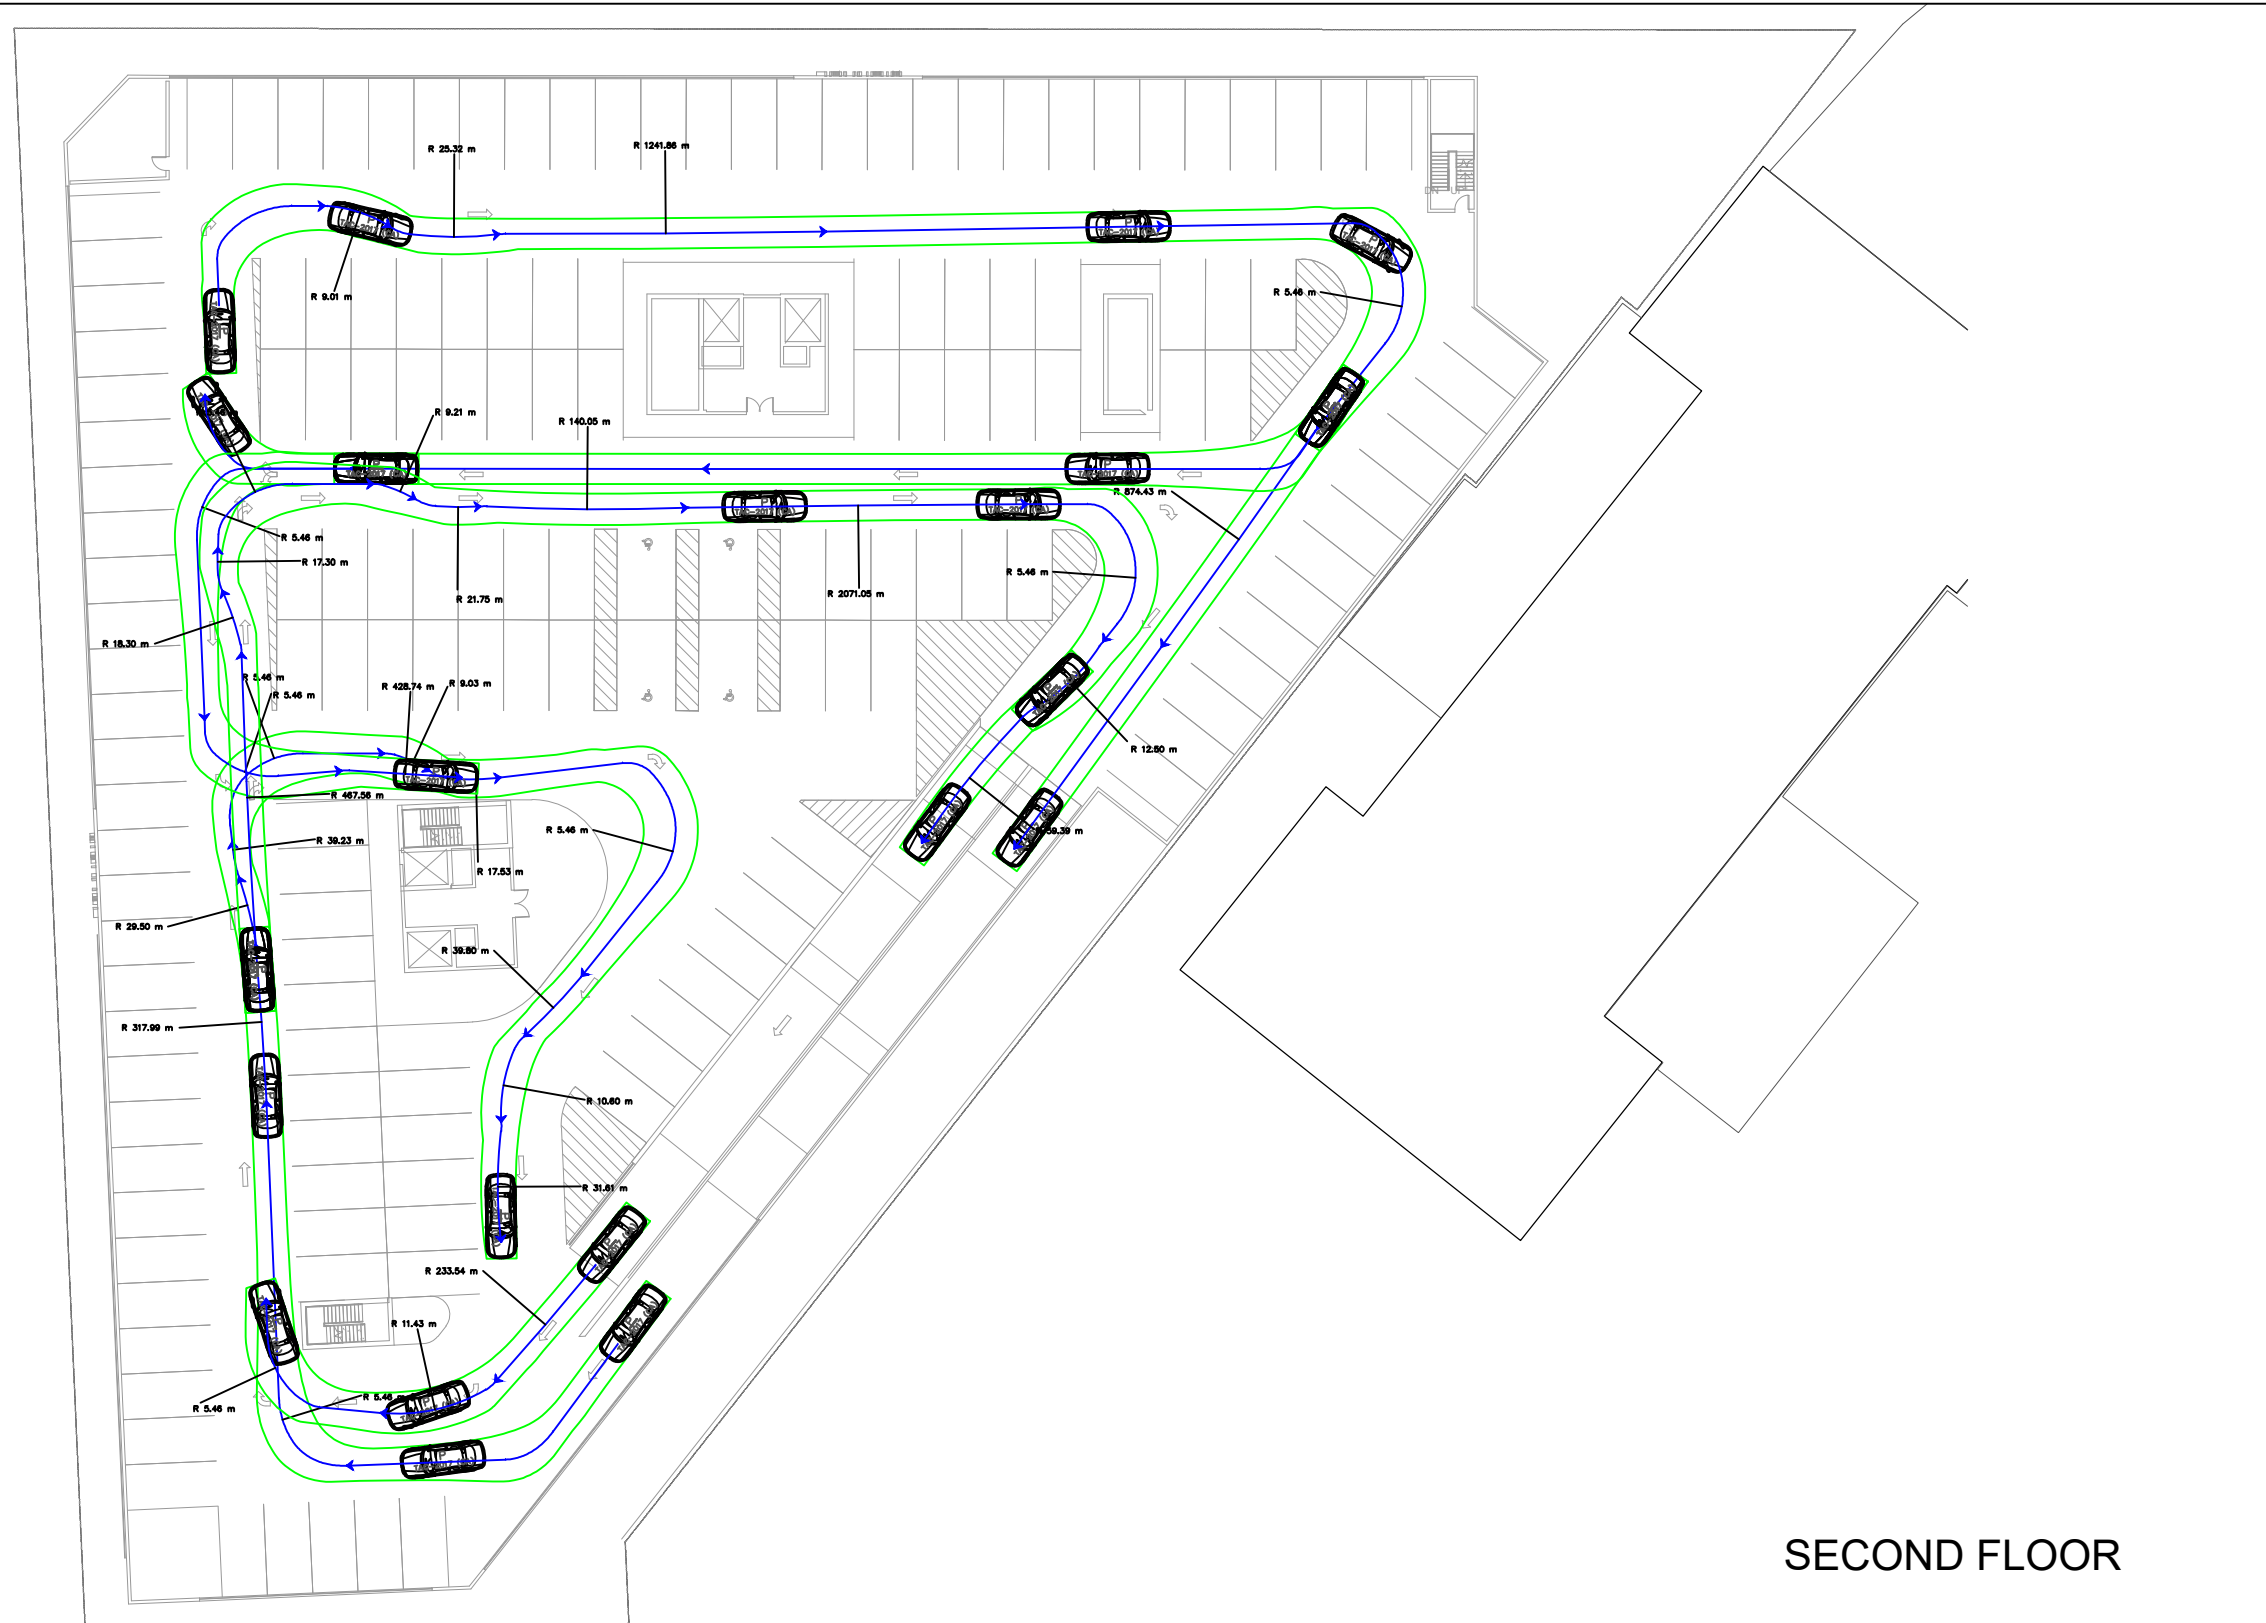 R 25.32 m
R 1241.86 m
R 9.01 m
R 5.46 m
R 9.21 m
R 140.05 m
R 874.43 m
R 5.46 m
R 17.30 m
R 5.46 m
R 21.75 m
R 2071.05 m
R 18.30 m
R 5.46 m
R 5.46 m
R 428.74 m
R 9.03 m
R 12.50 m
R 467.56 m
R 39.23 m
R 5.46 m
R 17.53 m
R 29.50 m
R 39.80 m
R 317.99 m
R 10.60 m
R 31.61 m
R 233.54 m
R 11.43 m
R 5.46 m
R 5.46 m
SECOND FLOOR